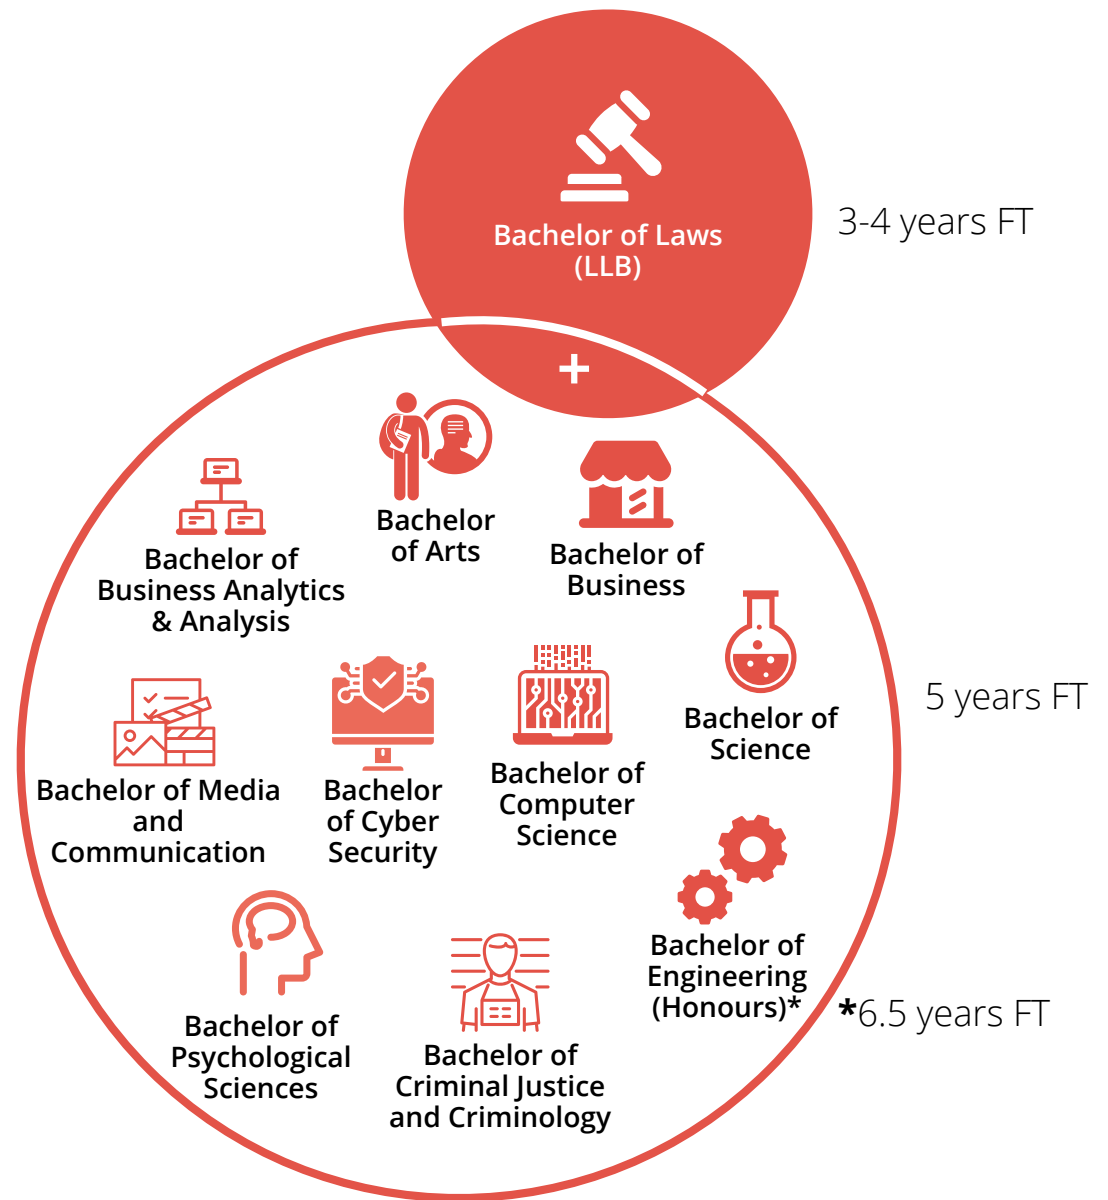 Bachelor of Laws
(LLB)
3-4 years FT
+
Bachelor
of Arts
Bachelor of
Business
Bachelor of
Business Analytics
& Analysis
Bachelor of
Science
5 years FT
Bachelor of Media
and
Communication
Bachelor
of Cyber
Security
Bachelor of
Computer
Science
Bachelor of
Engineering
(Honours)*
*6.5 years FT
Bachelor of
Psychological
Sciences
Bachelor of
Criminal Justice
and Criminology